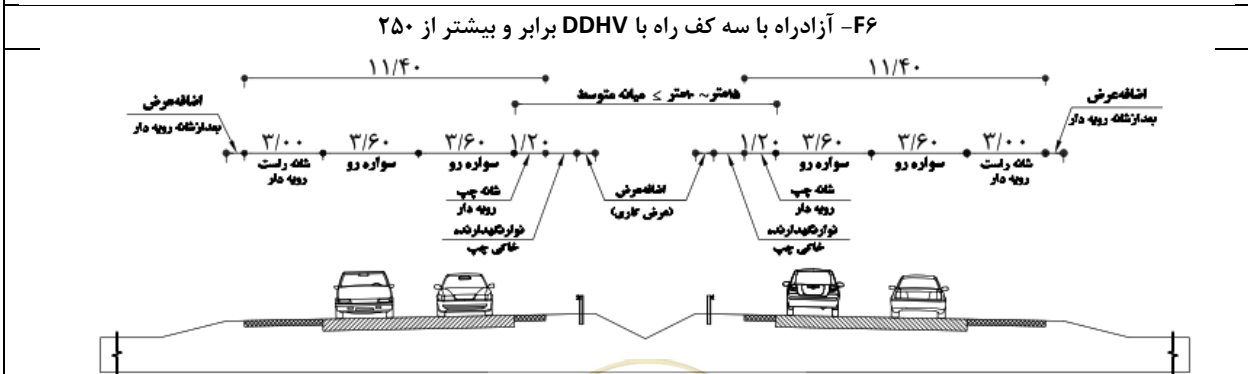 F۶- آزادراه با سه کف راه با DDHV برابر و بیشتر از ۲۵۰
۱۱/۴۰
۱۱/۴۰
میانه متوسط ≤ ۱۰متر ~ ۱۵متر
اضافه‌عرض
بعدازشانه رویه دار
اضافه‌عرض
بعدازشانه رویه دار
۳/۰۰
۳/۶۰
۳/۶۰
۱/۲۰
۱/۲۰
۳/۶۰
۳/۶۰
۳/۰۰
شانه راست
رویه دار
سواره رو
سواره رو
سواره رو
سواره رو
شانه راست
رویه دار
شانه چپ
رویه دار
اضافه‌عرض
(عرض کاری)
شانه چپ
رویه دار
نوارنگهدارنده
خاکی چپ
نوارنگهدارنده
خاکی چپ